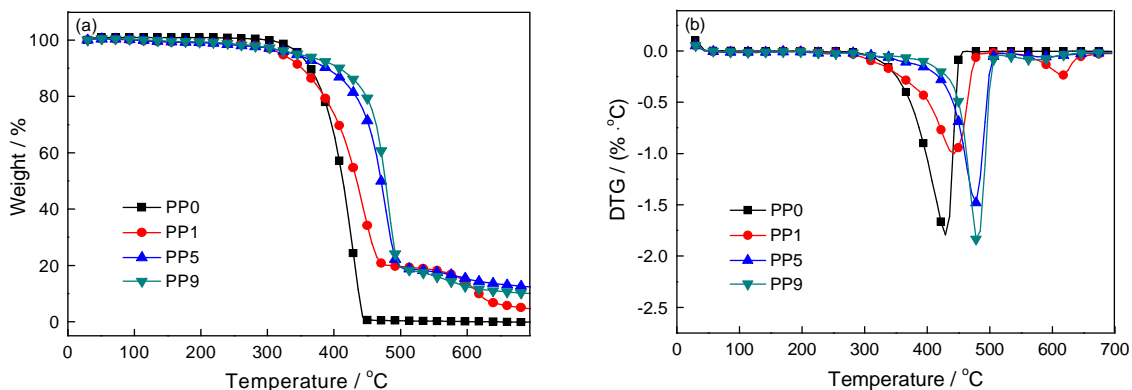 (a)
100
80
60
40
20
0
Weight / %
PP0
PP1
PP5
PP9
0 100 200 300 400 500 600
Temperature / °C
(b)
0.0
-0.5
-1.0
-1.5
-2.0
-2.5
DTG / (% ·°C)
PP0
PP1
PP5
PP9
0 100 200 300 400 500 600 700
Temperature / °C